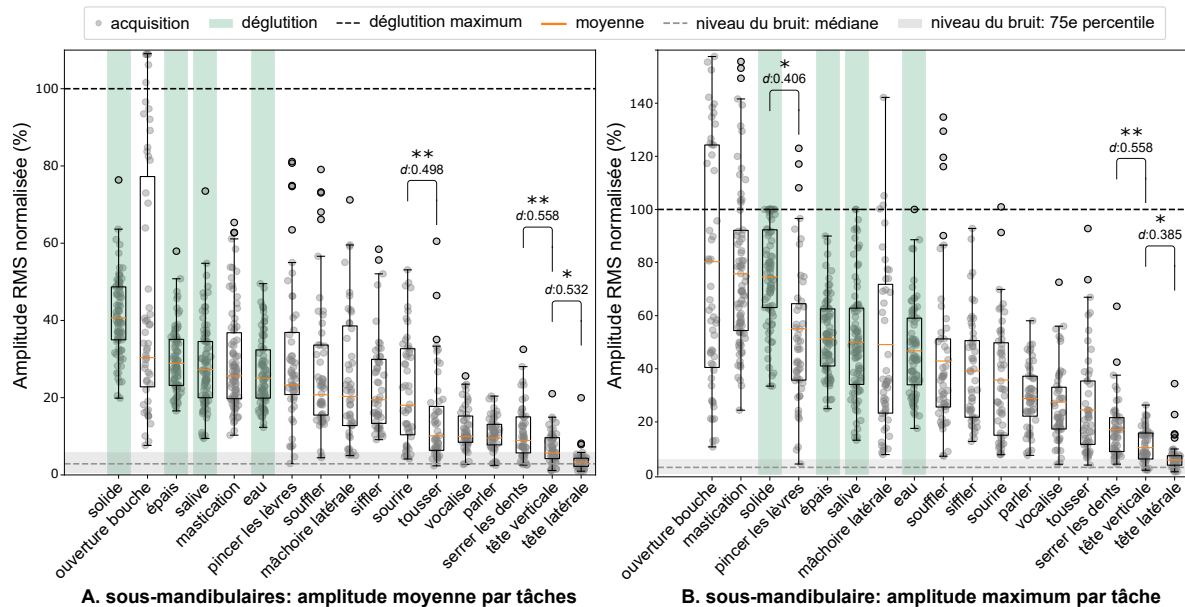 acquisition déglutition déglutition maximum moyenne niveau du bruit: médiane niveau du bruit: 75e percentile
Amplitude RMS normalisée (%)
100
80
60
40
20
0
**
d:0.498
**
d:0.558
*
d:0.532
solide
ouverture bouche
épais
salive
mastication
eau
pincer les lèvres
souffler
mâchoire latérale
siffler
sourire
tousser
vocalise
parler
serrer les dents
tête verticale
tête latérale
A. sous-mandibulaires: amplitude moyenne par tâches
Amplitude RMS normalisée (%)
140
120
100
80
60
40
20
0
*
d:0.406
**
d:0.558
*
d:0.385
ouverture bouche
mastication
solide
pincer les lèvres
épais
salive
mâchoire latérale
eau
souffler
siffler
sourire
parler
vocalise
tousser
serrer les dents
tête verticale
tête latérale
B. sous-mandibulaire: amplitude maximum par tâche